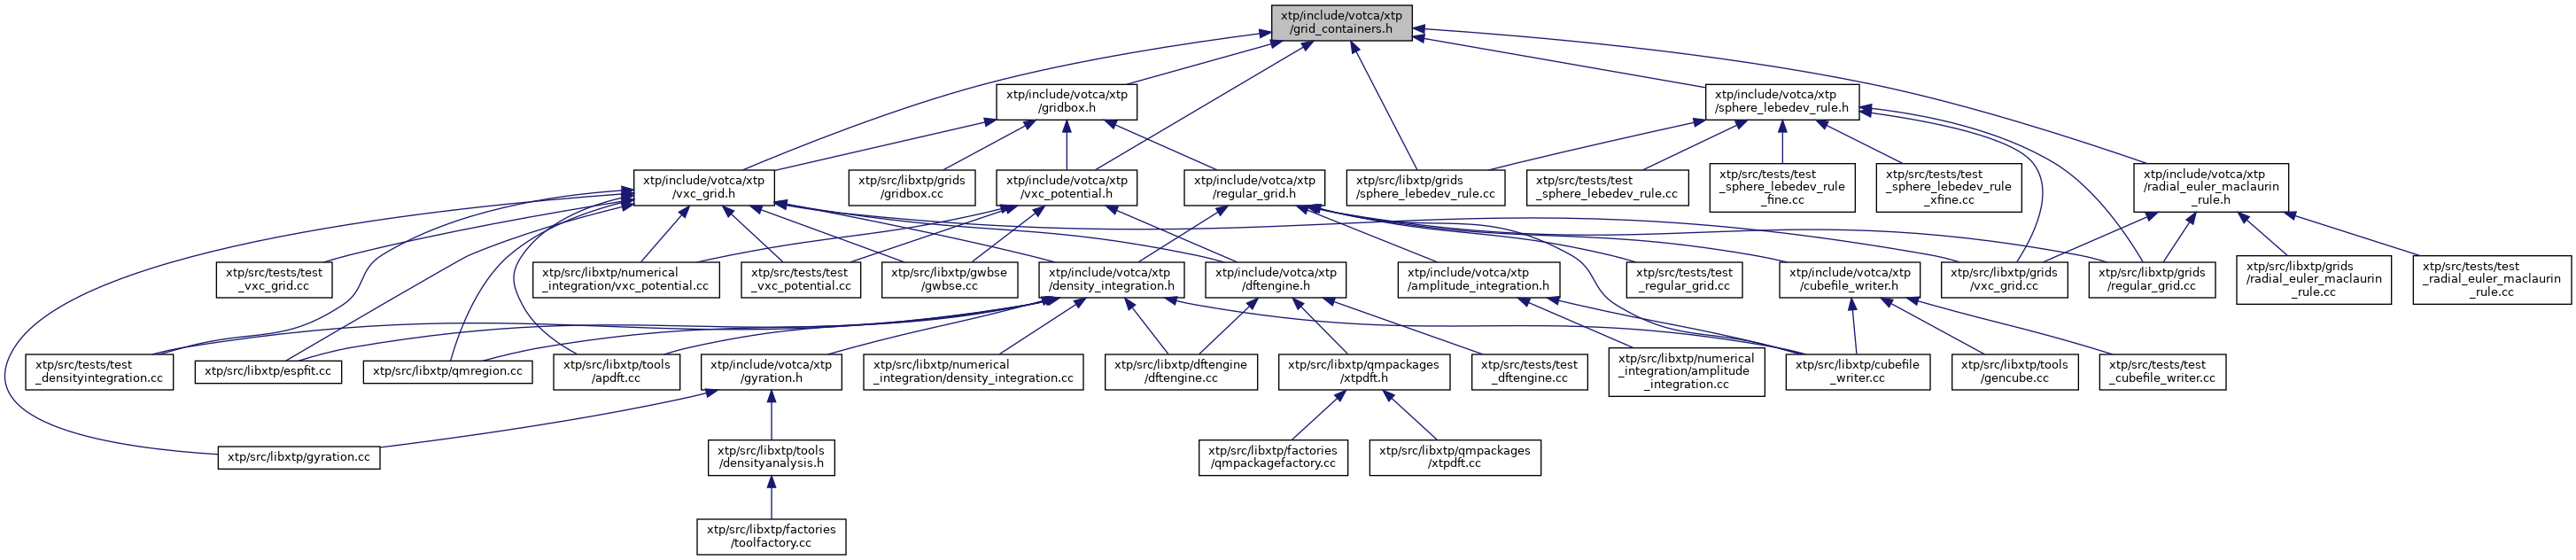 xtp/include/votca/xtp
/grid_containers.h
xtp/include/votca/xtp
/gridbox.h
xtp/include/votca/xtp
/sphere_lebedev_rule.h
xtp/include/votca/xtp
/vxc_grid.h
xtp/src/libxtp/grids
/gridbox.cc
xtp/include/votca/xtp
/vxc_potential.h
xtp/include/votca/xtp
/regular_grid.h
xtp/src/libxtp/grids
/sphere_lebedev_rule.cc
xtp/src/tests/test
_sphere_lebedev_rule.cc
xtp/src/tests/test
_sphere_lebedev_rule
_fine.cc
xtp/src/tests/test
_sphere_lebedev_rule
_xfine.cc
xtp/include/votca/xtp
/radial_euler_maclaurin
_rule.h
xtp/src/tests/test
_vxc_grid.cc
xtp/src/libxtp/numerical
_integration/vxc_potential.cc
xtp/src/tests/test
_vxc_potential.cc
xtp/src/libxtp/gwbse
/gwbse.cc
xtp/include/votca/xtp
/density_integration.h
xtp/include/votca/xtp
/dftengine.h
xtp/include/votca/xtp
/amplitude_integration.h
xtp/src/tests/test
_regular_grid.cc
xtp/include/votca/xtp
/cubefile_writer.h
xtp/src/libxtp/grids
/vxc_grid.cc
xtp/src/libxtp/grids
/regular_grid.cc
xtp/src/libxtp/grids
/radial_euler_maclaurin
_rule.cc
xtp/src/tests/test
_radial_euler_maclaurin
_rule.cc
xtp/src/tests/test
_densityintegration.cc
xtp/src/libxtp/espfit.cc
xtp/src/libxtp/qmregion.cc
xtp/src/libxtp/tools
/apdft.cc
xtp/include/votca/xtp
/gyration.h
xtp/src/libxtp/numerical
_integration/density_integration.cc
xtp/src/libxtp/dftengine
/dftengine.cc
xtp/src/libxtp/qmpackages
/xtpdft.h
xtp/src/tests/test
_dftengine.cc
xtp/src/libxtp/numerical
_integration/amplitude
_integration.cc
xtp/src/libxtp/cubefile
_writer.cc
xtp/src/libxtp/tools
/gencube.cc
xtp/src/tests/test
_cubefile_writer.cc
xtp/src/libxtp/gyration.cc
xtp/src/libxtp/tools
/densityanalysis.h
xtp/src/libxtp/factories
/qmpackagefactory.cc
xtp/src/libxtp/qmpackages
/xtpdft.cc
xtp/src/libxtp/factories
/toolfactory.cc